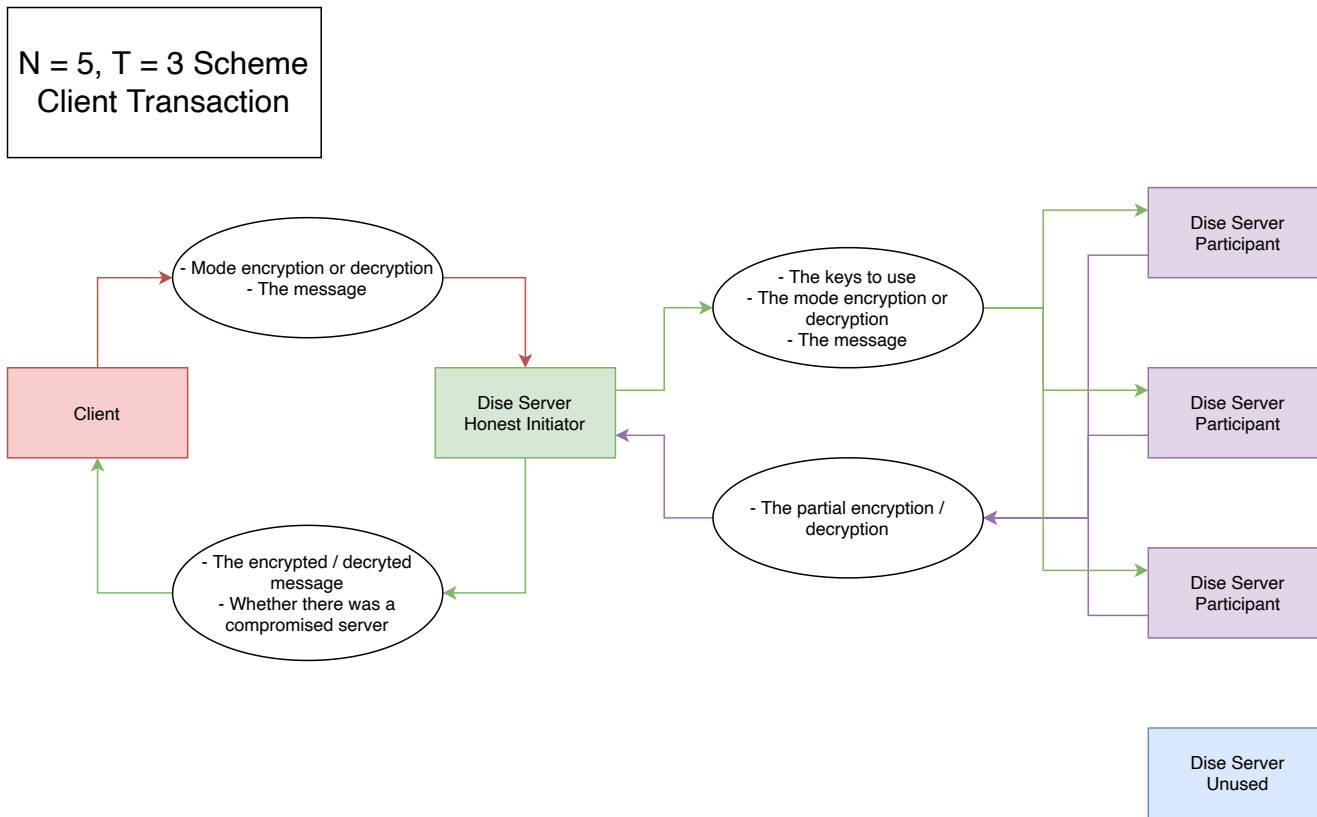 N = 5, T = 3 Scheme
Client Transaction
- Mode encryption or decryption
- The message
- The keys to use
- The mode encryption or
decryption
- The message
Dise Server
Participant
Client
Dise Server
Honest Initiator
Dise Server
Participant
- The partial encryption /
decryption
- The encrypted / decryted
message
- Whether there was a
compromised server
Dise Server
Participant
Dise Server
Unused